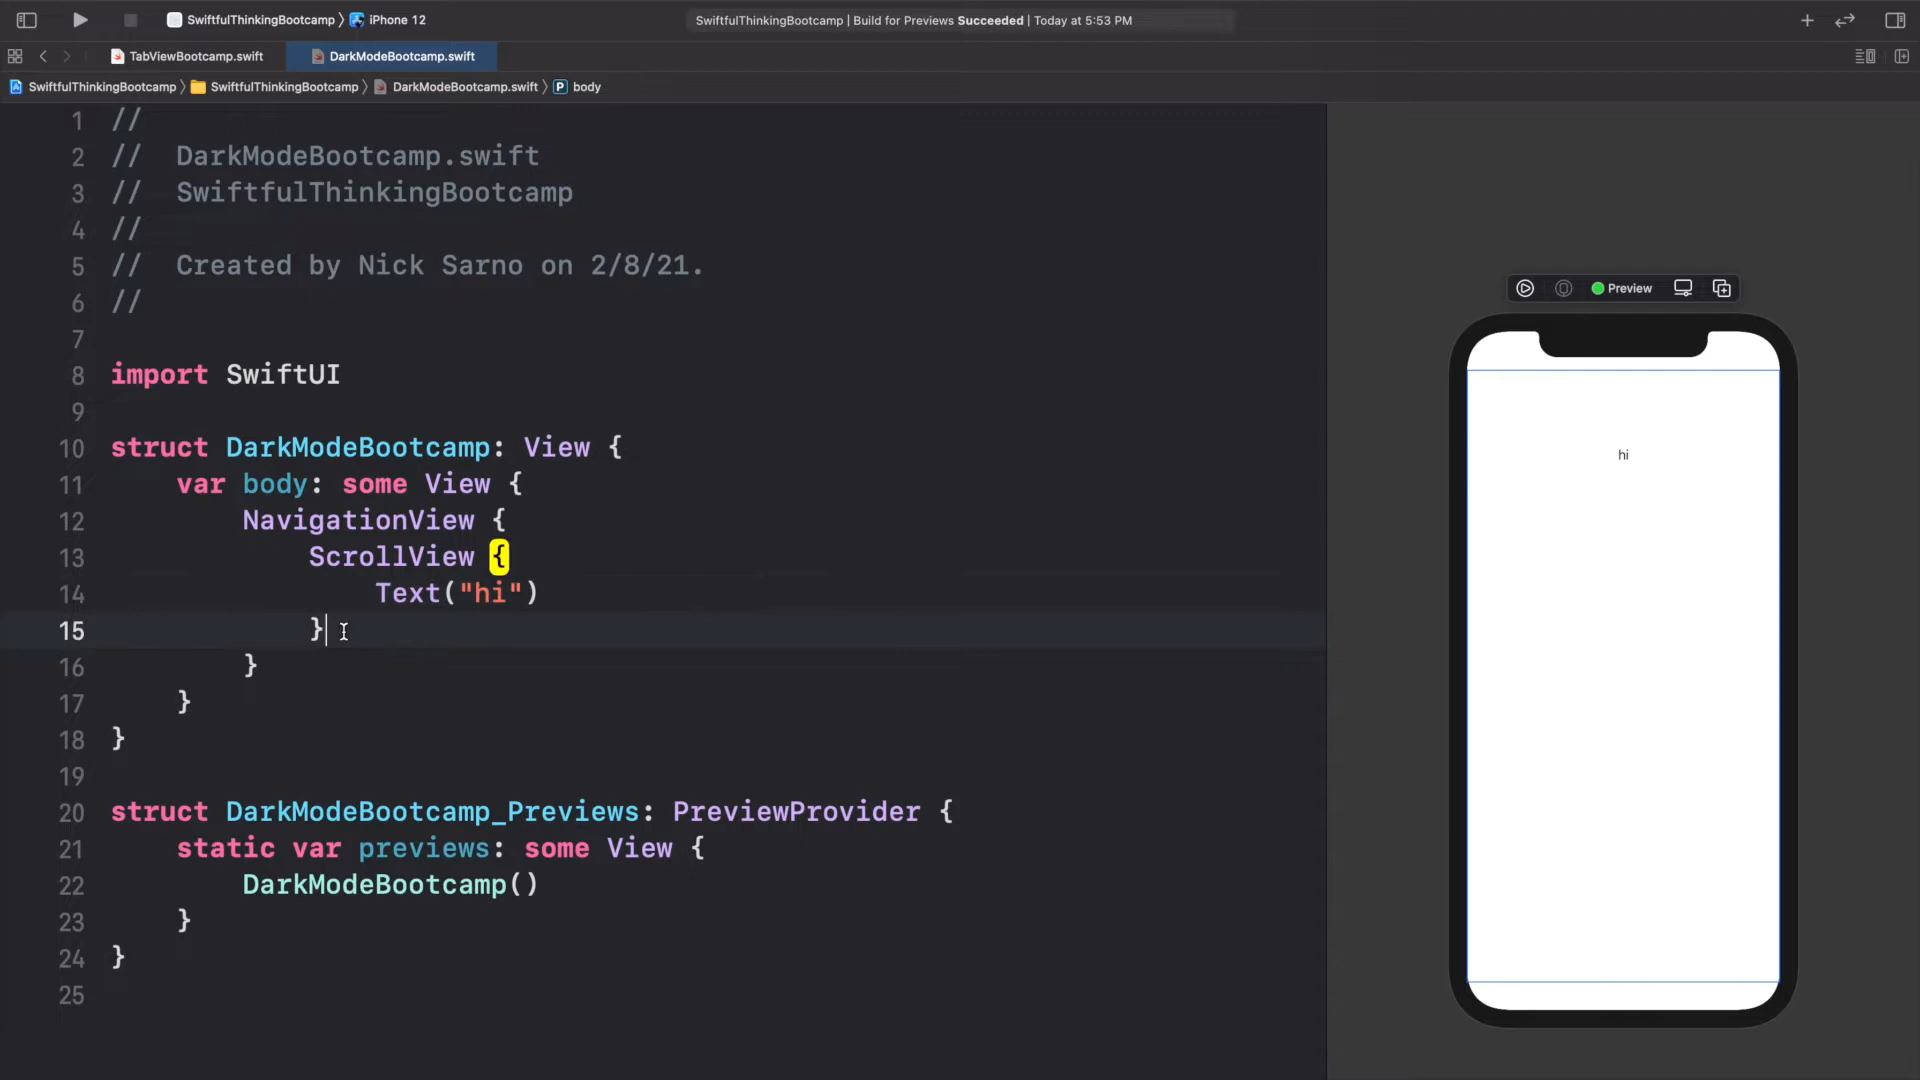 SwiftfulThinkingBootcamp 〉 iPhone 12
SwiftfulThinkingBootcamp | Build for Previews Succeeded | Today at 5:53 PM
TabViewBootcamp.swift
DarkModeBootcamp.swift
SwiftfulThinkingBootcamp 〉 SwiftfulThinkingBootcamp 〉 DarkModeBootcamp.swift 〉 P body
1 //
2 //  DarkModeBootcamp.swift
3 //  SwiftfulThinkingBootcamp
4 //
5 //  Created by Nick Sarno on 2/8/21.
6 //
7
8 import SwiftUI
9
10 struct DarkModeBootcamp: View {
11     var body: some View {
12         NavigationView {
13             ScrollView {
14                 Text("hi")
15             }
16         }
17     }
18 }
19
20 struct DarkModeBootcamp_Previews: PreviewProvider {
21     static var previews: some View {
22         DarkModeBootcamp()
23     }
24 }
25
Preview
hi